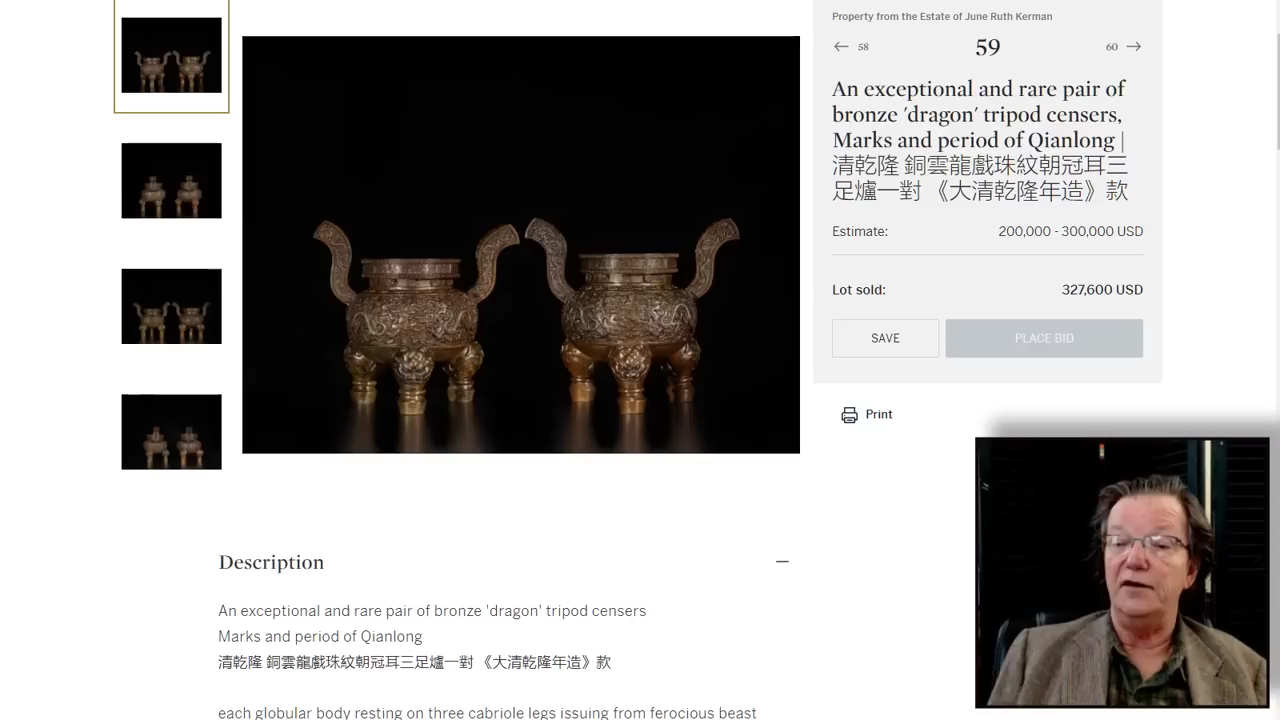 Property from the Estate of June Ruth Kerman
58
59
60
An exceptional and rare pair of
bronze 'dragon' tripod censers,
Marks and period of Qianlong |
清乾隆 銅雲龍戲珠紋朝冠耳三
足爐一對 《大清乾隆年造》款
Estimate: 200,000 - 300,000 USD
Lot sold: 327,600 USD
SAVE
PLACE BID
Print
Description
An exceptional and rare pair of bronze 'dragon' tripod censers
Marks and period of Qianlong
清乾隆 銅雲龍戲珠紋朝冠耳三足爐一對 《大清乾隆年造》款
each globular body resting on three cabriole legs issuing from ferocious beast